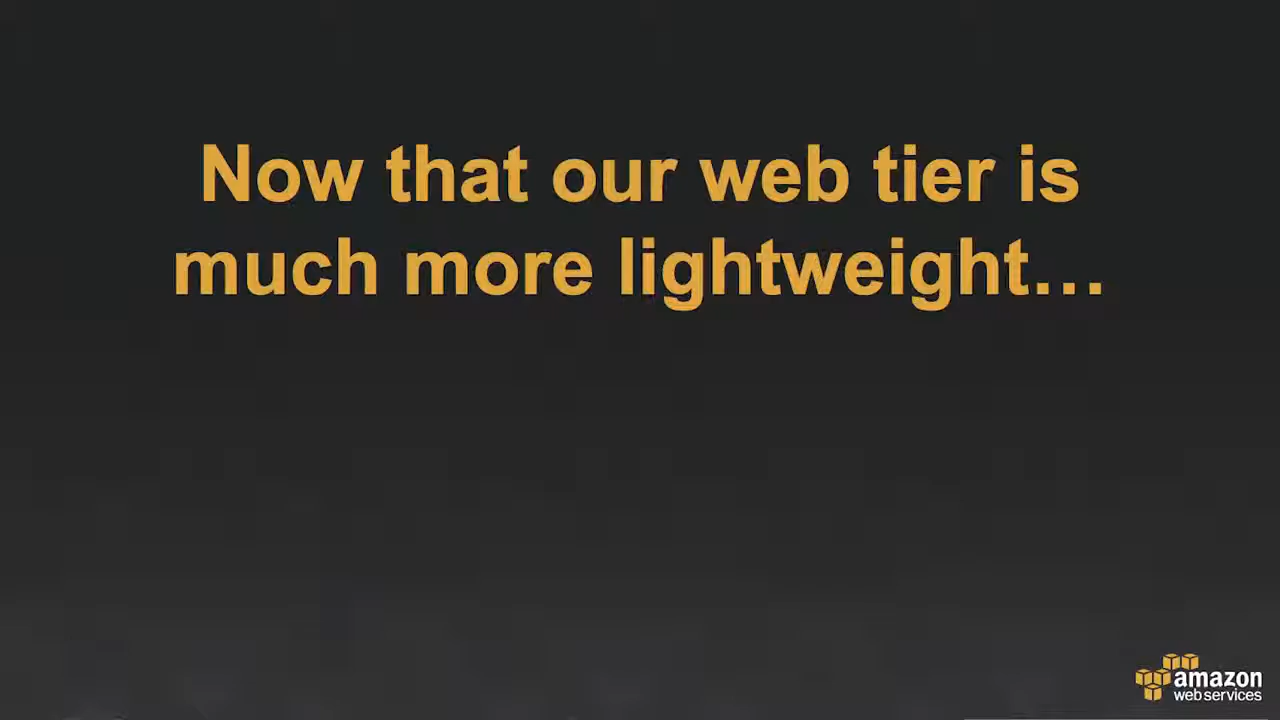 Now that our web tier is
much more lightweight…
amazon
web services